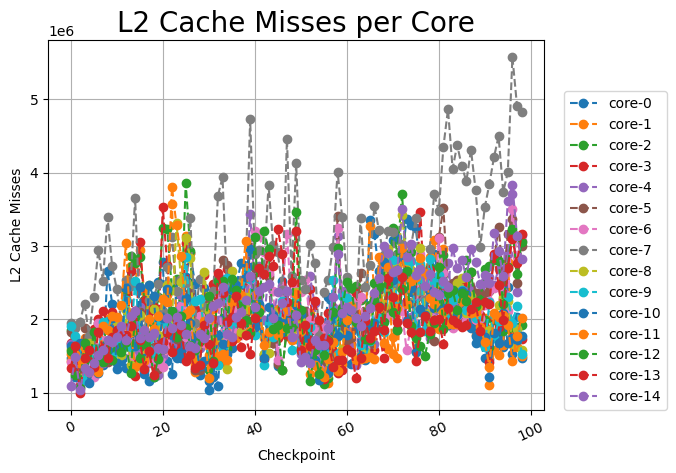 L2 Cache Misses per Core
1e6
5
4
3
2
1
L2 Cache Misses
0
20
40
60
80
100
Checkpoint
core-0
core-1
core-2
core-3
core-4
core-5
core-6
core-7
core-8
core-9
core-10
core-11
core-12
core-13
core-14